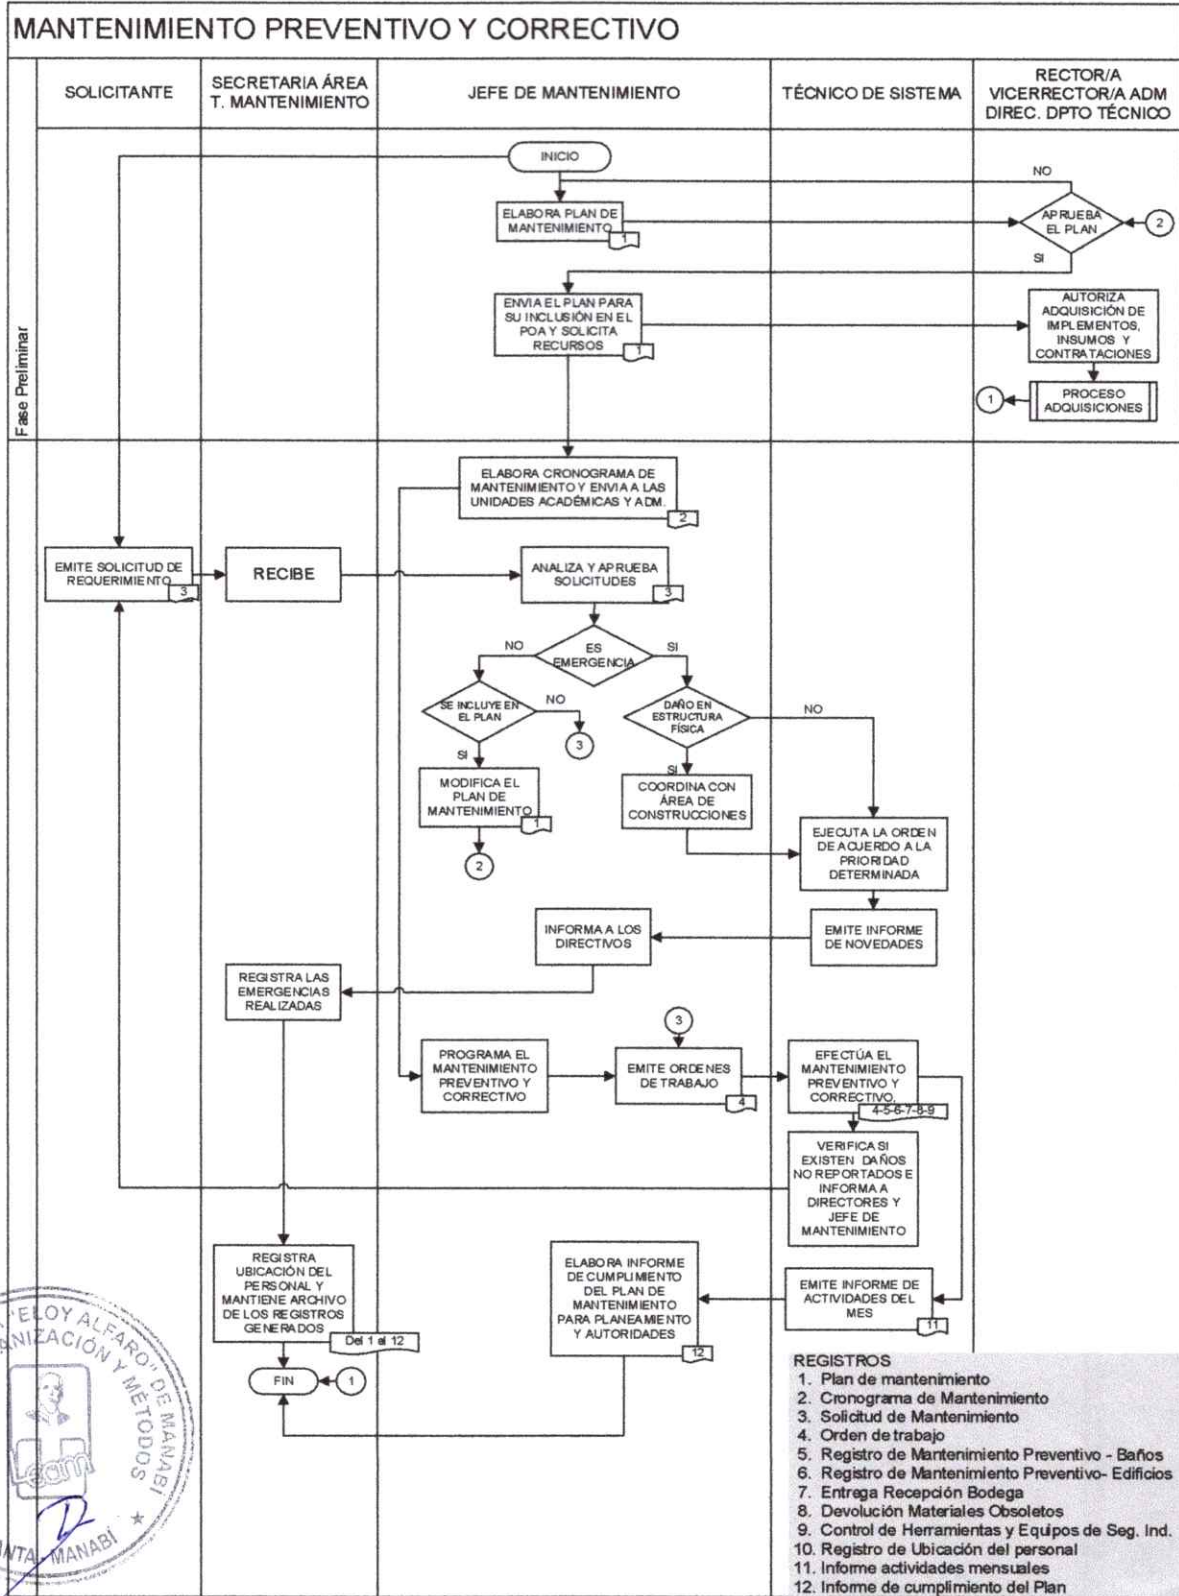 MANTENIMIENTO PREVENTIVO Y CORRECTIVO
SOLICITANTE
SECRETARIA ÁREA
T. MANTENIMIENTO
JEFE DE MANTENIMIENTO
TÉCNICO DE SISTEMA
RECTOR/A
VICERRECTOR/A ADM
DIREC. DPTO TÉCNICO
Fase Preliminar
INICIO
NO
ELABORA PLAN DE
MANTENIMIENTO
1
APRUEBA
EL PLAN
2
SI
ENVIA EL PLAN PARA
SU INCLUSIÓN EN EL
POA Y SOLICITA
RECURSOS
1
AUTORIZA
ADQUISICIÓN DE
IMPLEMENTOS,
INSUMOS Y
CONTRATACIONES
1
PROCESO
ADQUISICIONES
ELABORA CRONOGRAMA DE
MANTENIMIENTO Y ENVIA A LAS
UNIDADES ACADÉMICAS Y ADM.
2
EMITE SOLICITUD DE
REQUERIMIENTO
3
RECIBE
ANALIZA Y APRUEBA
SOLICITUDES
3
NO
ES
EMERGENCIA
SI
SE INCLUYE EN
EL PLAN
NO
3
DAÑO EN
ESTRUCTURA
FÍSICA
NO
SI
MODIFICA EL
PLAN DE
MANTENIMIENTO
1
2
SI
COORDINA CON
ÁREA DE
CONSTRUCCIONES
EJECUTA LA ORDEN
DE ACUERDO A LA
PRIORIDAD
DETERMINADA
INFORMA A LOS
DIRECTIVOS
EMITE INFORME
DE NOVEDADES
REGISTRA LAS
EMERGENCIAS
REALIZADAS
3
PROGRAMA EL
MANTENIMIENTO
PREVENTIVO Y
CORRECTIVO
EMITE ORDENES
DE TRABAJO
4
EFECTÚA EL
MANTENIMIENTO
PREVENTIVO Y
CORRECTIVO.
4-5-6-7-8-9
VERIFICA SI
EXISTEN DAÑOS
NO REPORTADOS E
INFORMA A
DIRECTORES Y
JEFE DE
MANTENIMIENTO
REGISTRA
UBICACIÓN DEL
PERSONAL Y
MANTIENE ARCHIVO
DE LOS REGISTROS
GENERADOS
Del 1 al 12
ELABORA INFORME
DE CUMPLIMIENTO
DEL PLAN DE
MANTENIMIENTO
PARA PLANEAMIENTO
Y AUTORIDADES
12
EMITE INFORME DE
ACTIVIDADES DEL
MES
11
FIN
1
REGISTROS
1. Plan de mantenimiento
2. Cronograma de Mantenimiento
3. Solicitud de Mantenimiento
4. Orden de trabajo
5. Registro de Mantenimiento Preventivo - Baños
6. Registro de Mantenimiento Preventivo- Edificios
7. Entrega Recepción Bodega
8. Devolución Materiales Obsoletos
9. Control de Herramientas y Equipos de Seg. Ind.
10. Registro de Ubicación del personal
11. Informe actividades mensuales
12. Informe de cumplimiento del Plan
"ELOY ALFARO" DE MANABÍ
Y MÉTODOS
MANABÍ